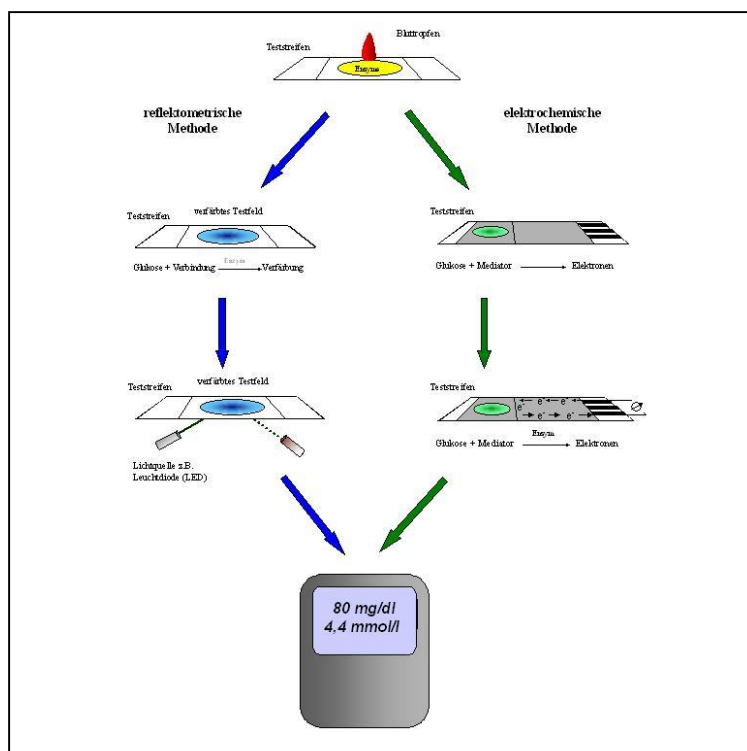 Bluttropfen
Teststreifen
Enzyme
reflektometrische
Methode
elektrochemische
Methode
verfärbtes Testfeld
Teststreifen
Glukose + Verbindung
Enzym
Verfärbung
Teststreifen
Glukose + Mediator
Elektronen
verfärbtes Testfeld
Teststreifen
Lichtquelle z.B.
Leuchtdiode (LED)
Teststreifen
e⁻ e⁻
e⁻ e⁻ e⁻
Enzym
Glukose + Mediator
Elektronen
80 mg/dl
4,4 mmol/l